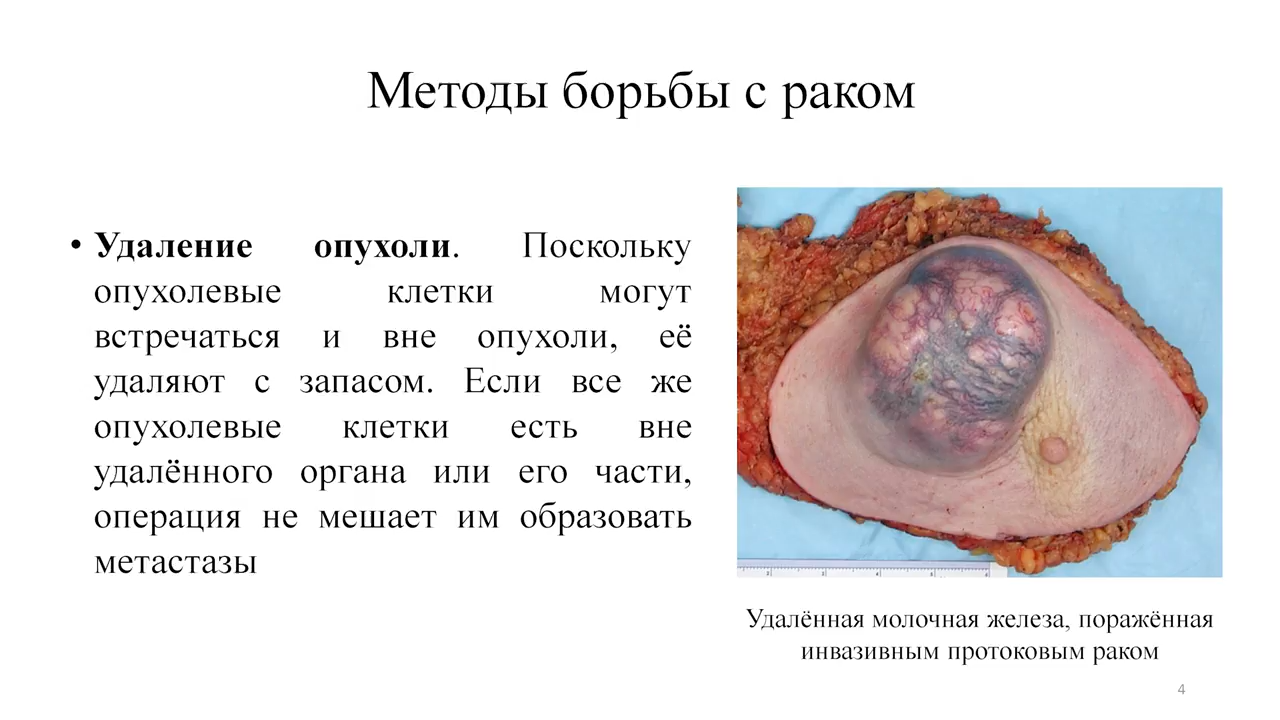 Методы борьбы с раком
• Удаление опухоли. Поскольку
опухолевые клетки могут
встречаться и вне опухоли, её
удаляют с запасом. Если все же
опухолевые клетки есть вне
удалённого органа или его части,
операция не мешает им образовать
метастазы
Удалённая молочная железа, поражённая
инвазивным протоковым раком
4